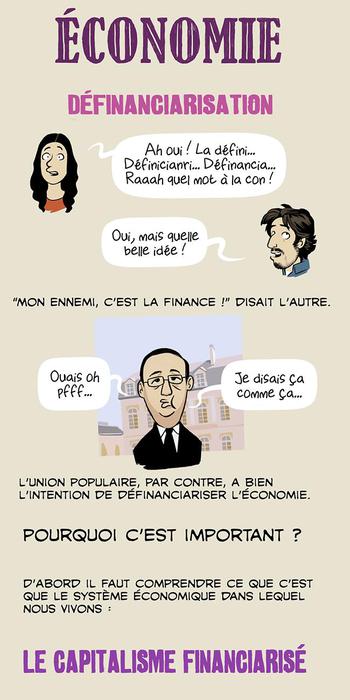 ÉCONOMIE
DÉFINANCIARISATION
Ah oui ! La défini...
Définicianri... Définancia...
Raaah quel mot à la con !
Oui, mais quelle
belle idée !
"MON ENNEMI, C'EST LA FINANCE !" DISAIT L'AUTRE.
Ouais oh
pfff...
Je disais ça
comme ça...
L'UNION POPULAIRE, PAR CONTRE, A BIEN
L'INTENTION DE DÉFINANCIARISER L'ÉCONOMIE.
POURQUOI C'EST IMPORTANT ?
D'ABORD IL FAUT COMPRENDRE CE QUE C'EST
QUE LE SYSTÈME ÉCONOMIQUE DANS LEQUEL
NOUS VIVONS :
LE CAPITALISME FINANCIARISÉ